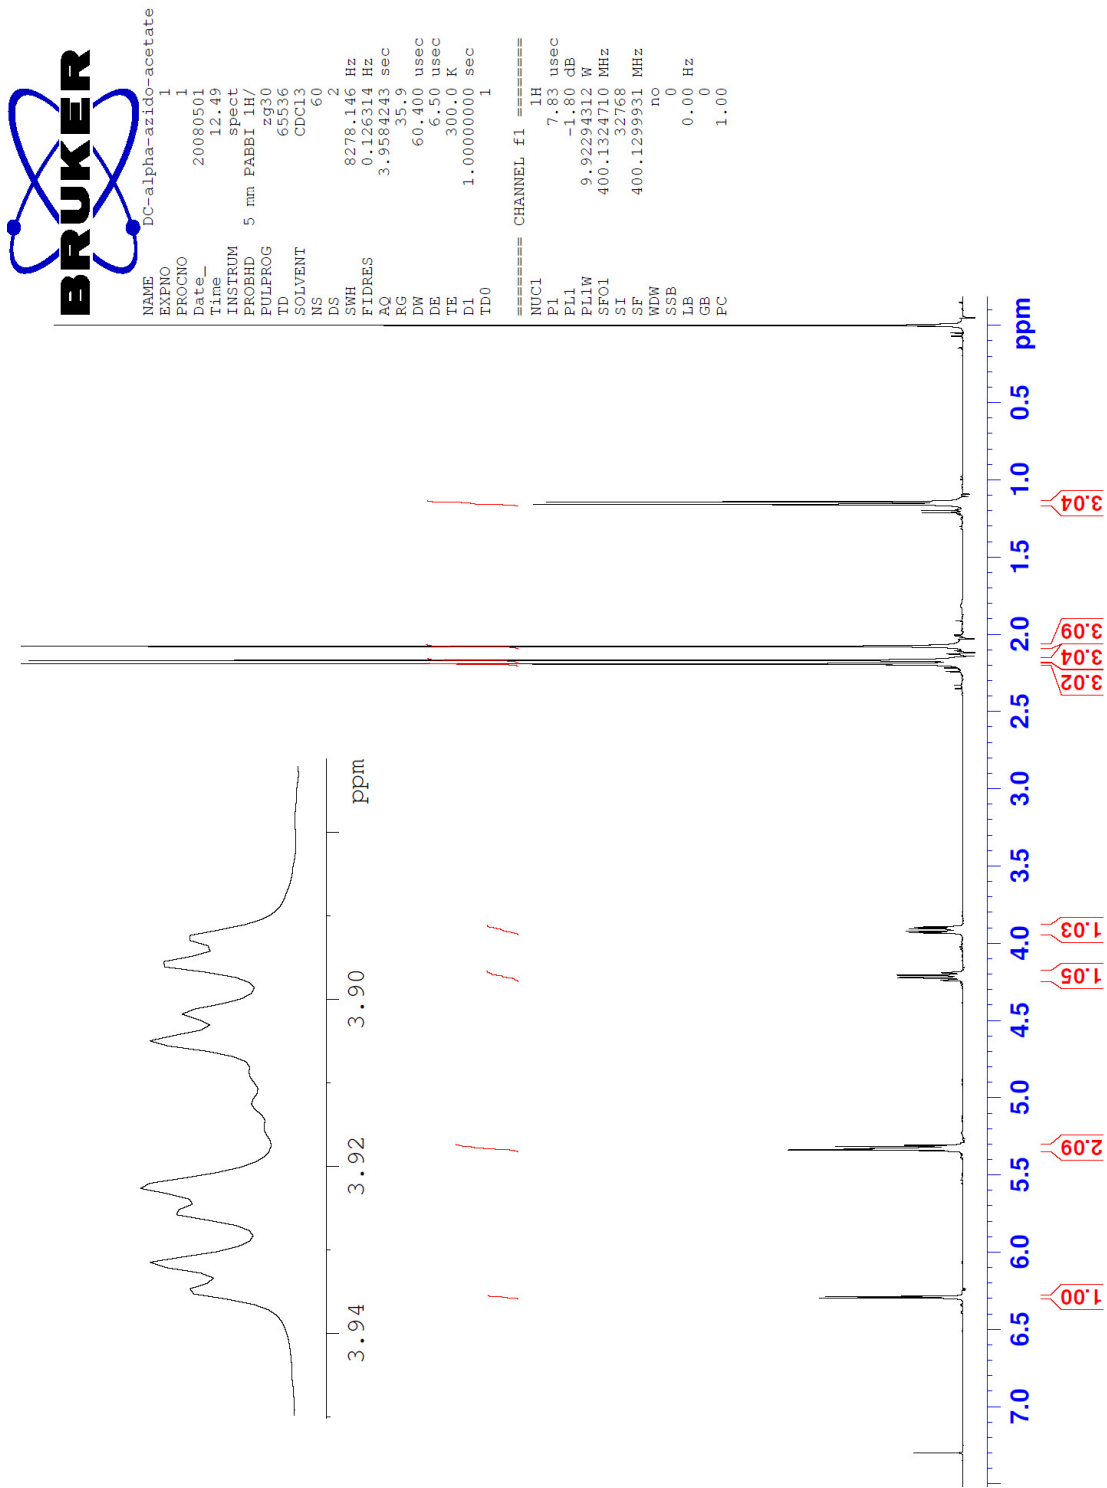 BRUKER
NAME DC-alpha-azido-acetate
EXPNO 1
PROCNO 1
Date_ 20080501
Time 12.49
INSTRUM spect
PROBHD 5 mm PABBI 1H/
PULPROG zg30
TD 65536
SOLVENT CDCl3
NS 60
DS 2
SWH 8278.146 Hz
FIDRES 0.126314 Hz
AQ 3.9584243 sec
RG 35.9
DW 60.400 usec
DE 6.50 usec
TE 300.0 K
D1 1.00000000 sec
TD0 1
======== CHANNEL f1 ========
NUC1 1H
P1 7.83 usec
PL1 -1.80 dB
PL1W 9.92294312 W
SFO1 400.1324710 MHz
SI 32768
SF 400.1299931 MHz
WDW no
SSB 0
LB 0.00 Hz
GB 0
PC 1.00
3.94 3.92 3.90 ppm
7.0 6.5 6.0 5.5 5.0 4.5 4.0 3.5 3.0 2.5 2.0 1.5 1.0 0.5 ppm
1.00 2.09 1.05 1.03 3.02 3.04 3.09 3.04